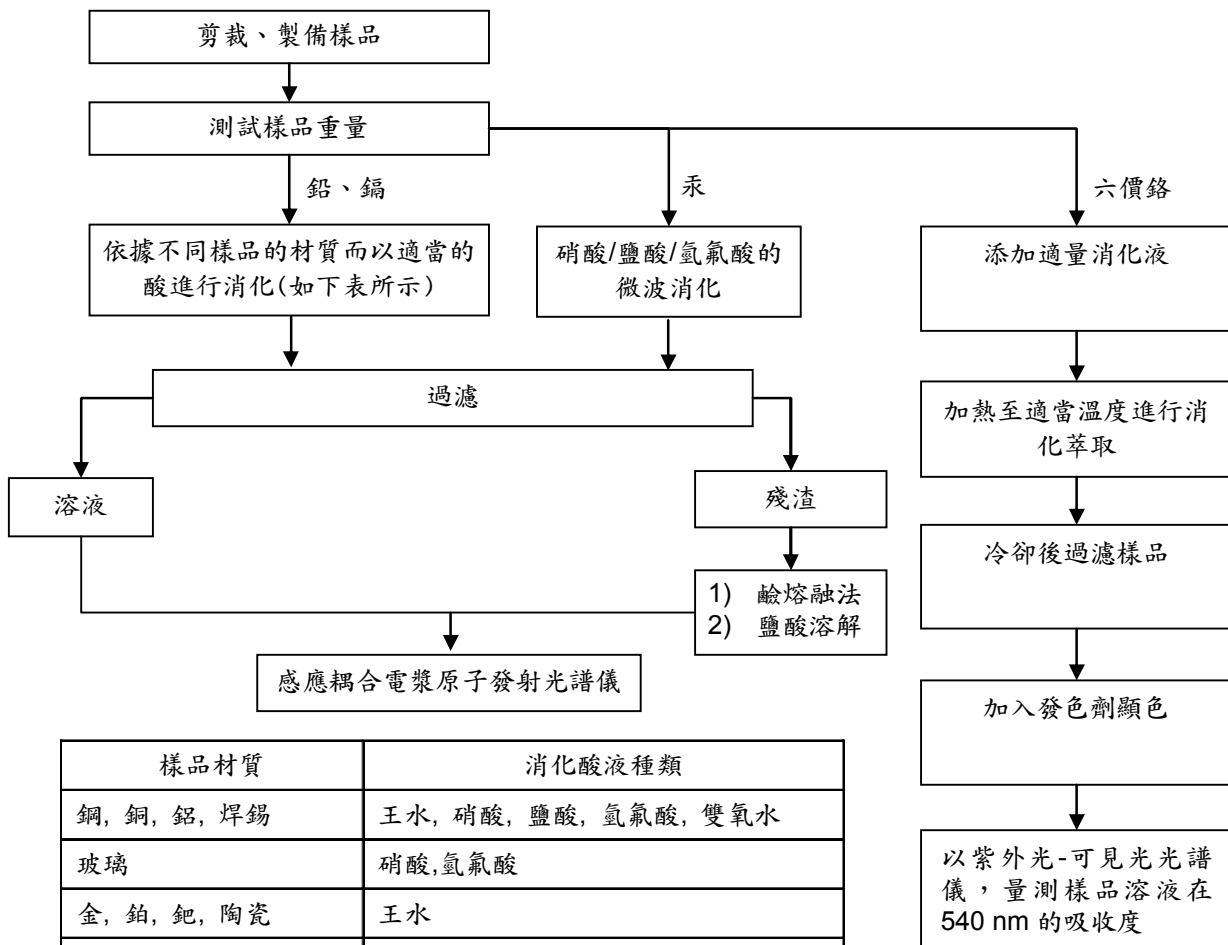 剪裁、製備樣品
測試樣品重量
鉛、鎘
汞
六價鉻
依據不同樣品的材質而以適當的
酸進行消化(如下表所示)
硝酸/鹽酸/氫氟酸的
微波消化
添加適量消化液
過濾
加熱至適當溫度進行消
化萃取
溶液
殘渣
冷卻後過濾樣品
1) 鹼熔融法
2) 鹽酸溶解
感應耦合電漿原子發射光譜儀
加入發色劑顯色
樣品材質 消化酸液種類
鋼, 銅, 鋁, 焊錫 王水, 硝酸, 鹽酸, 氫氟酸, 雙氧水
玻璃 硝酸,氫氟酸
金, 鉑, 鈀, 陶瓷 王水
以紫外光-可見光光譜
儀，量測樣品溶液在
540 nm 的吸收度